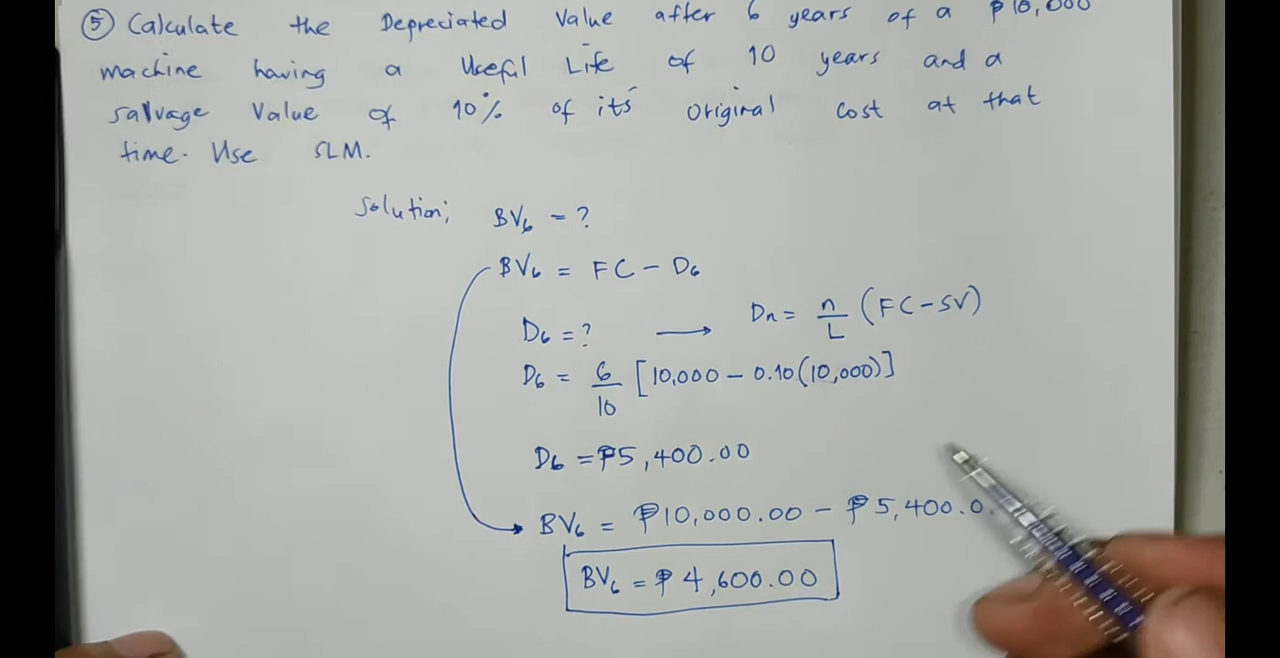 ⑤ Calculate the Depreciated Value after 6 years of a ₱10,000
machine having a Useful Life of 10 years and a
salvage Value of 10% of its' original cost at that
time. Use SLM.
Solution; BV₆ = ?
BV₆ = FC - D₆
D₆ = ? → Dn = n/L (FC-SV)
D₆ = 6/10 [10,000 - 0.10(10,000)]
D₆ = ₱5,400.00
BV₆ = ₱10,000.00 - ₱5,400.0
BV₆ = ₱4,600.00